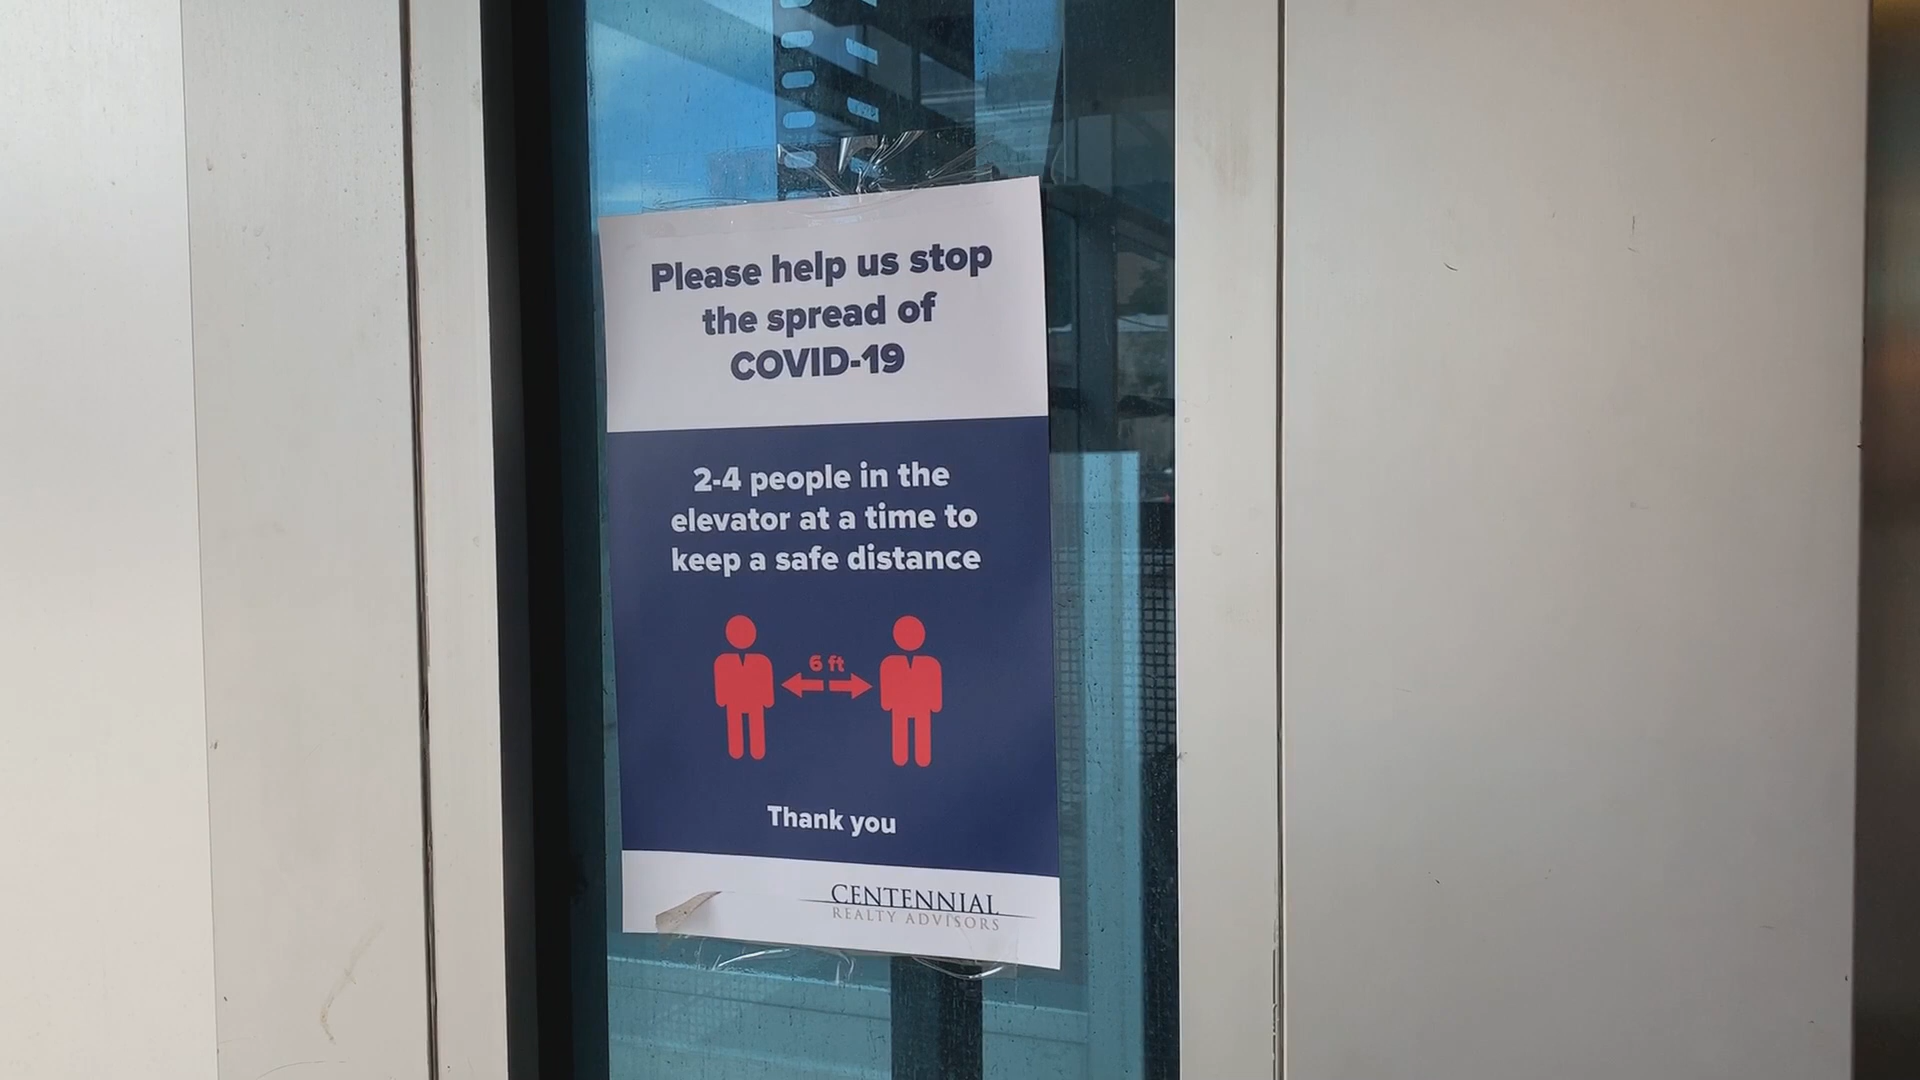 Please help us stop
the spread of
COVID-19
2-4 people in the
elevator at a time to
keep a safe distance
6 ft
Thank you
CENTENNIAL
REALTY ADVISORS